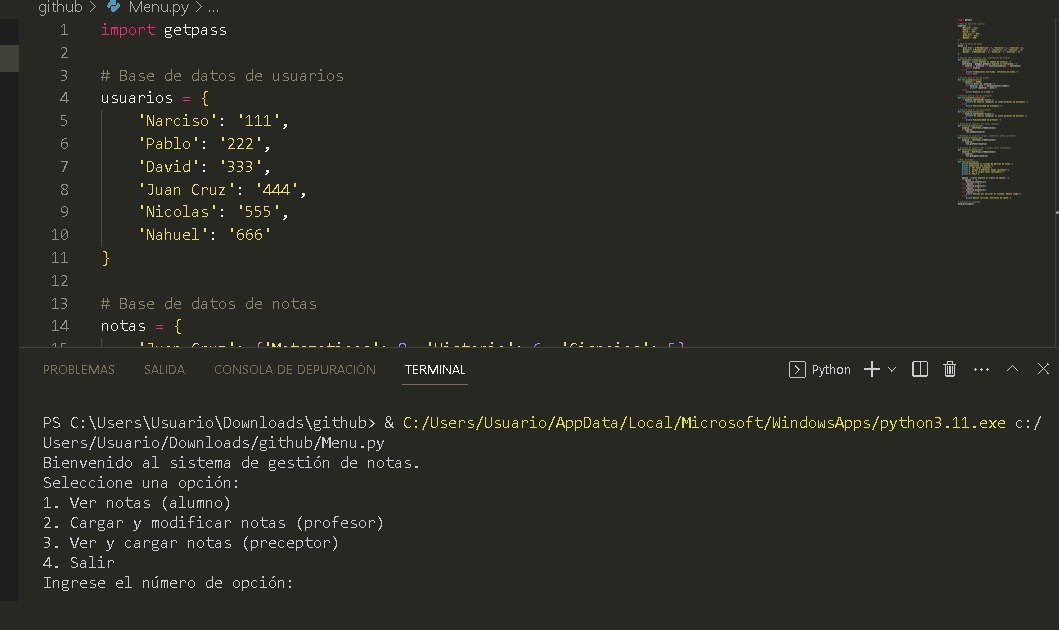 github > Menu.py > ...
1 import getpass
2
3 # Base de datos de usuarios
4 usuarios = {
5 'Narciso': '111',
6 'Pablo': '222',
7 'David': '333',
8 'Juan Cruz': '444',
9 'Nicolas': '555',
10 'Nahuel': '666'
11 }
12
13 # Base de datos de notas
14 notas = {
PROBLEMAS SALIDA CONSOLA DE DEPURACIÓN TERMINAL Python
PS C:\Users\Usuario\Downloads\github> & C:/Users/Usuario/AppData/Local/Microsoft/WindowsApps/python3.11.exe c:/
Users/Usuario/Downloads/github/Menu.py
Bienvenido al sistema de gestión de notas.
Seleccione una opción:
1. Ver notas (alumno)
2. Cargar y modificar notas (profesor)
3. Ver y cargar notas (preceptor)
4. Salir
Ingrese el número de opción: